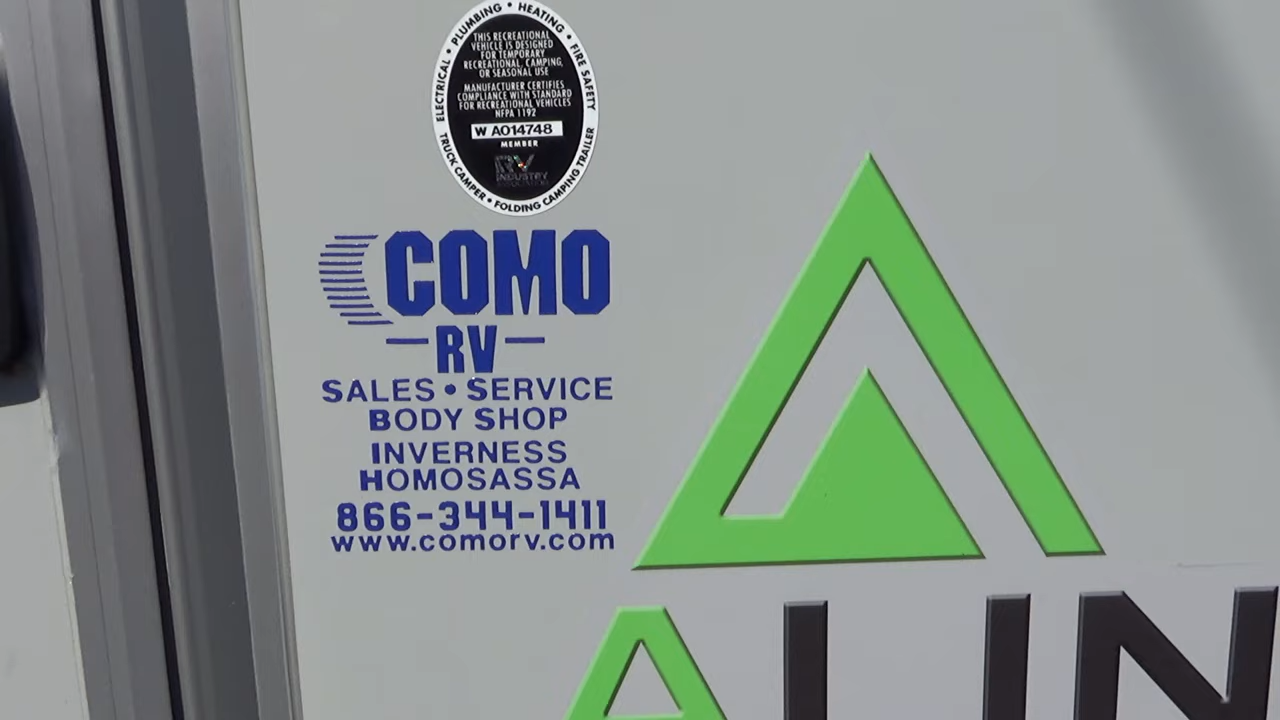 ELECTRICAL • PLUMBING • HEATING • FIRE SAFETY
THIS RECREATIONAL
VEHICLE IS DESIGNED
FOR TEMPORARY
RECREATIONAL, CAMPING,
OR SEASONAL USE
MANUFACTURER CERTIFIES
COMPLIANCE WITH STANDARD
FOR RECREATIONAL VEHICLES
NFPA 1192
W AO14748
MEMBER
RV
INDUSTRY
TRUCK CAMPER • FOLDING CAMPING TRAILER
COMO
RV
SALES • SERVICE
BODY SHOP
INVERNESS
HOMOSASSA
866-344-1411
www.comorv.com
ALIN